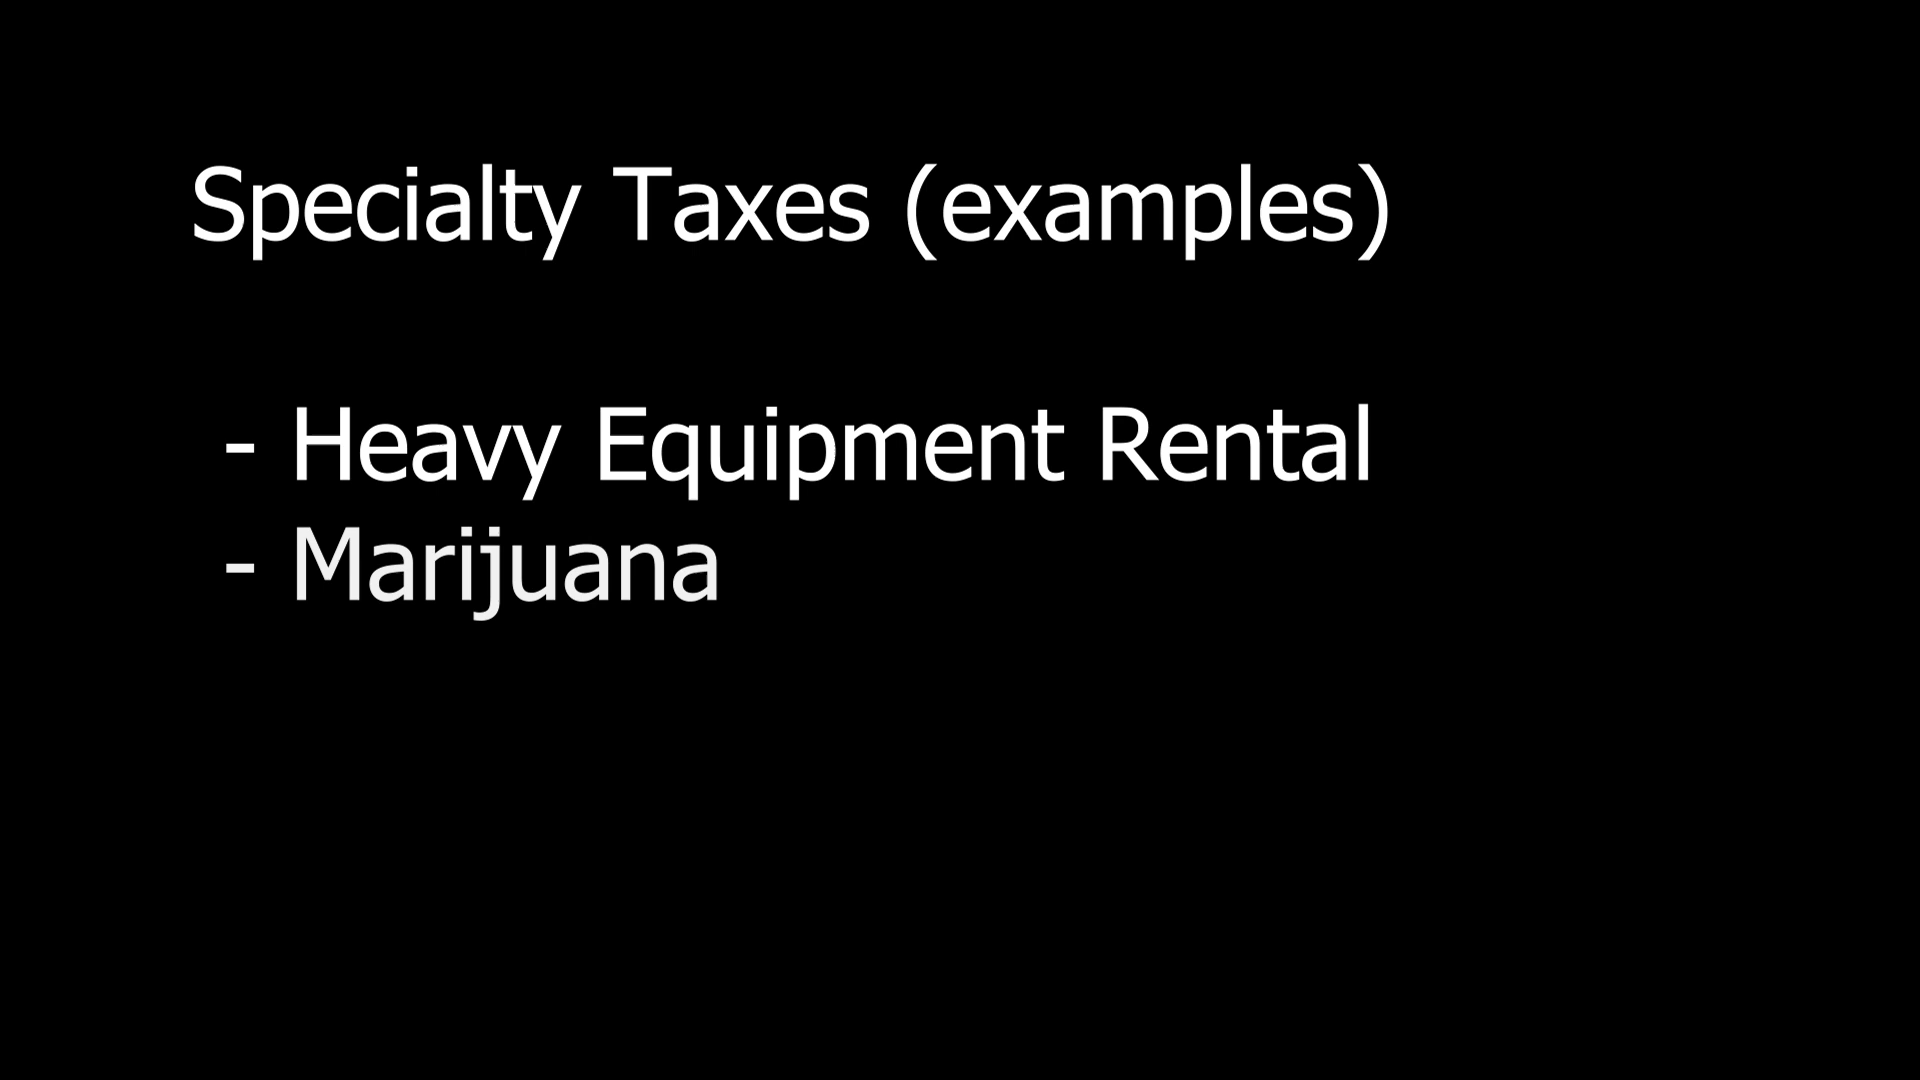 Specialty Taxes (examples)
- Heavy Equipment Rental
- Marijuana